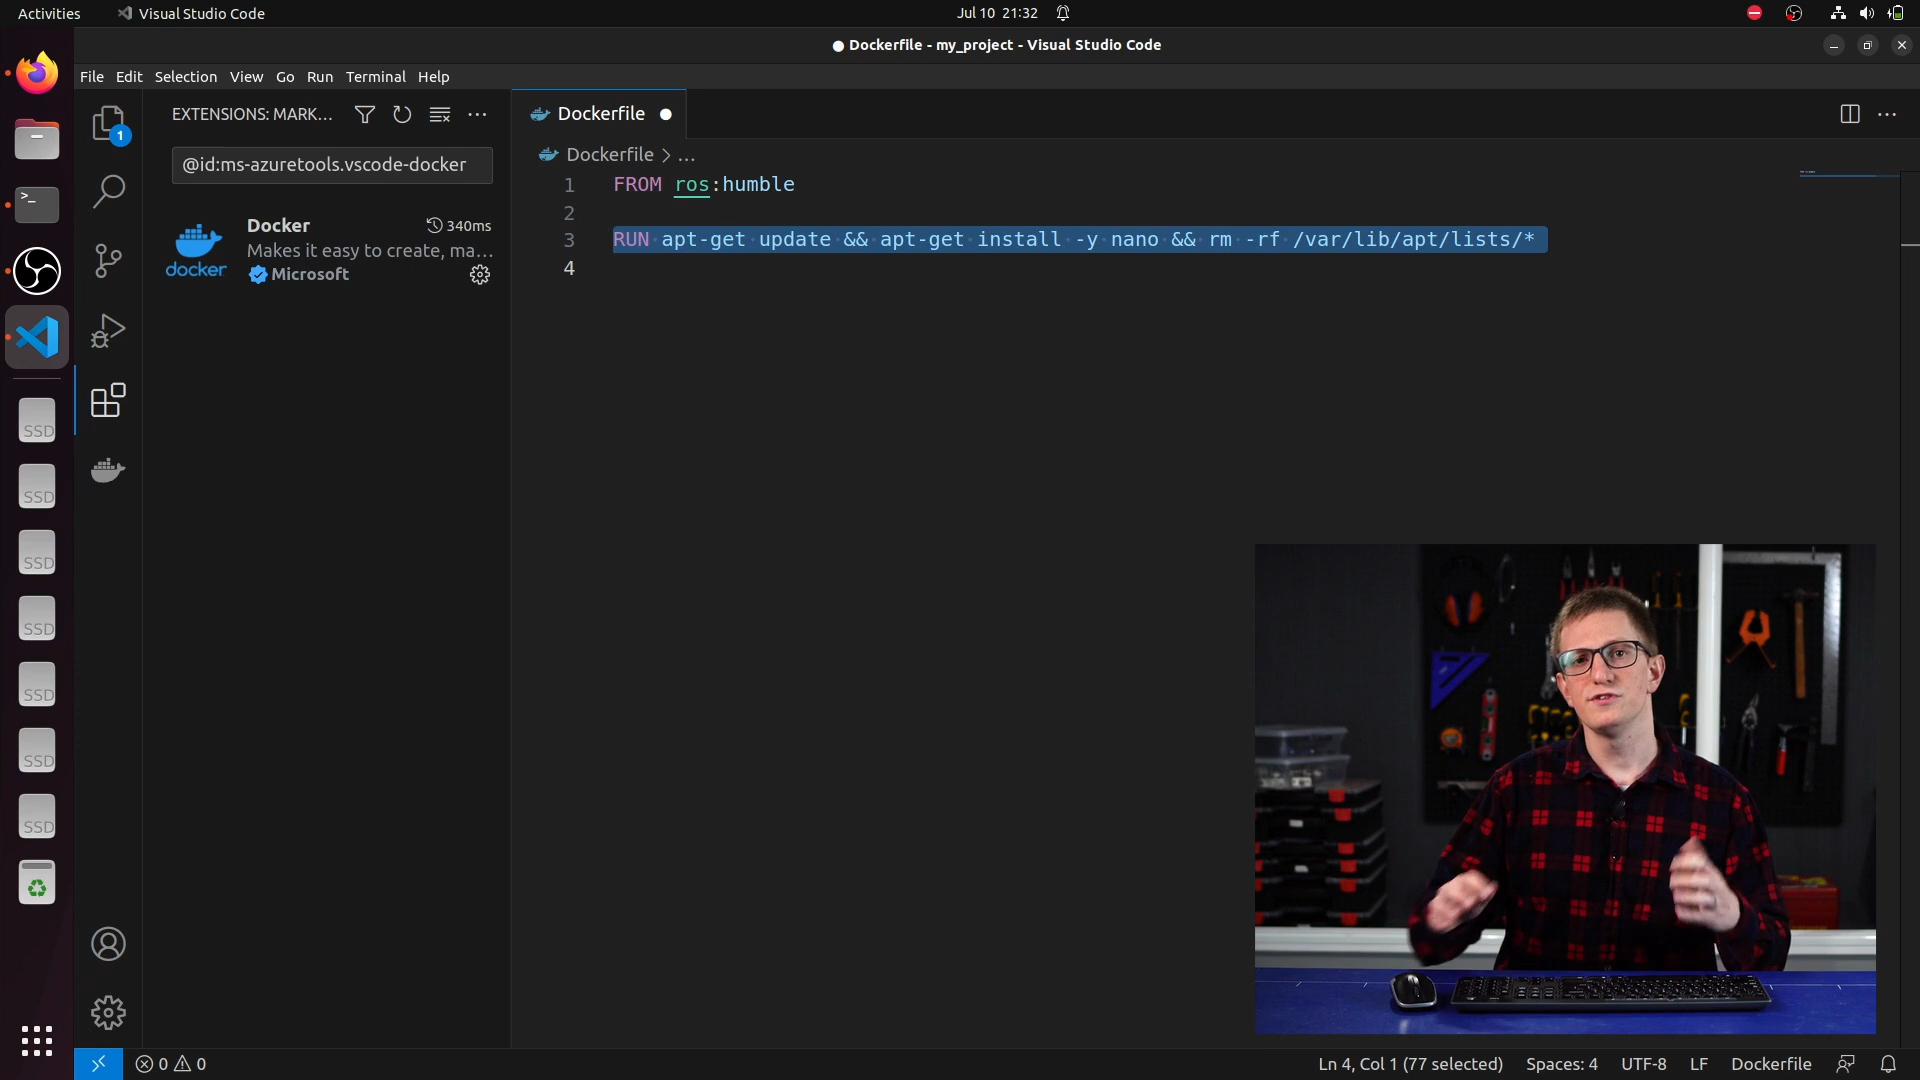 Activities
Visual Studio Code
Jul 10 21:32
● Dockerfile - my_project - Visual Studio Code
File Edit Selection View Go Run Terminal Help
1
EXTENSIONS: MARK...
@id:ms-azuretools.vscode-docker
Docker
340ms
Makes it easy to create, ma...
Microsoft
docker
Dockerfile ●
Dockerfile > ...
1 FROM ros:humble
2
3 RUN apt-get update && apt-get install -y nano && rm -rf /var/lib/apt/lists/*
4
SSD
SSD
SSD
SSD
SSD
SSD
SSD
0 0
Ln 4, Col 1 (77 selected)
Spaces: 4
UTF-8
LF
Dockerfile